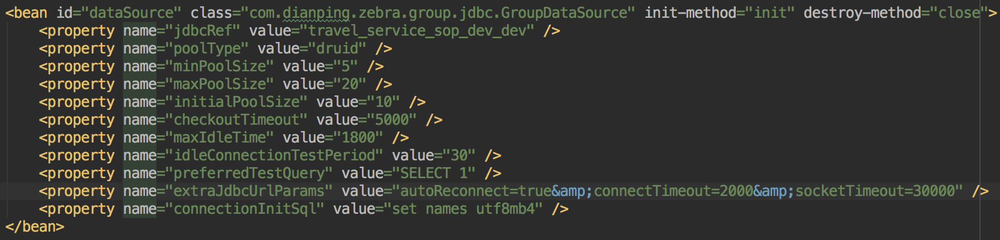 <bean id="dataSource" class="com.dianping.zebra.group.jdbc.GroupDataSource" init-method="init" destroy-method="close">
    <property name="jdbcRef" value="travel_service_sop_dev_dev" />
    <property name="poolType" value="druid" />
    <property name="minPoolSize" value="5" />
    <property name="maxPoolSize" value="20" />
    <property name="initialPoolSize" value="10" />
    <property name="checkoutTimeout" value="5000" />
    <property name="maxIdleTime" value="1800" />
    <property name="idleConnectionTestPeriod" value="30" />
    <property name="preferredTestQuery" value="SELECT 1" />
    <property name="extraJdbcUrlParams" value="autoReconnect=true&amp;connectTimeout=2000&amp;socketTimeout=30000" />
    <property name="connectionInitSql" value="set names utf8mb4" />
</bean>